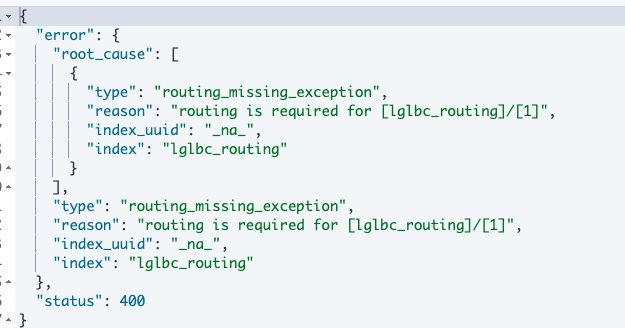 {
"error": {
"root_cause": [
{
"type": "routing_missing_exception",
"reason": "routing is required for [lglbc_routing]/[1]",
"index_uuid": "_na_",
"index": "lglbc_routing"
}
],
"type": "routing_missing_exception",
"reason": "routing is required for [lglbc_routing]/[1]",
"index_uuid": "_na_",
"index": "lglbc_routing"
},
"status": 400
}